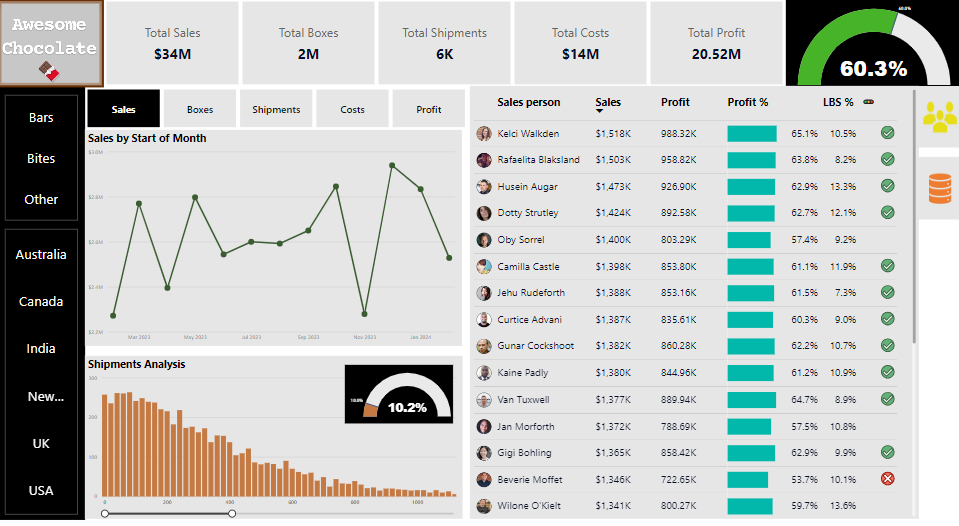 Awesome
Chocolate
Total Sales
$34M
Total Boxes
2M
Total Shipments
6K
Total Costs
$14M
Total Profit
20.52M
60.0%
60.3%
Bars
Bites
Other
Australia
Canada
India
New...
UK
USA
Sales Boxes Shipments Costs Profit
Sales by Start of Month
$3.0M
$2.8M
$2.6M
$2.4M
$2.2M
Mar 2023 May 2023 Jul 2023 Sep 2023 Nov 2023 Jan 2024
Shipments Analysis
300
200
100
0
0 200 400 600 800 1000
10.0%
10.2%
Sales person Sales Profit Profit % LBS %
Kelci Walkden $1,518K 988.32K 65.1% 10.5%
Rafaelita Blaksland $1,503K 958.82K 63.8% 8.2%
Husein Augar $1,473K 926.90K 62.9% 13.3%
Dotty Strutley $1,424K 892.58K 62.7% 12.1%
Oby Sorrel $1,400K 803.29K 57.4% 9.2%
Camilla Castle $1,398K 853.80K 61.1% 11.9%
Jehu Rudeforth $1,388K 853.16K 61.5% 7.3%
Curtice Advani $1,387K 835.61K 60.3% 9.0%
Gunar Cockshoot $1,382K 860.28K 62.2% 10.7%
Kaine Padly $1,380K 844.96K 61.2% 10.9%
Van Tuxwell $1,377K 889.94K 64.7% 8.9%
Jan Morforth $1,372K 788.69K 57.5% 10.8%
Gigi Bohling $1,365K 858.42K 62.9% 9.9%
Beverie Moffet $1,346K 722.65K 53.7% 10.1%
Wilone O'Kielt $1,341K 800.27K 59.7% 13.6%